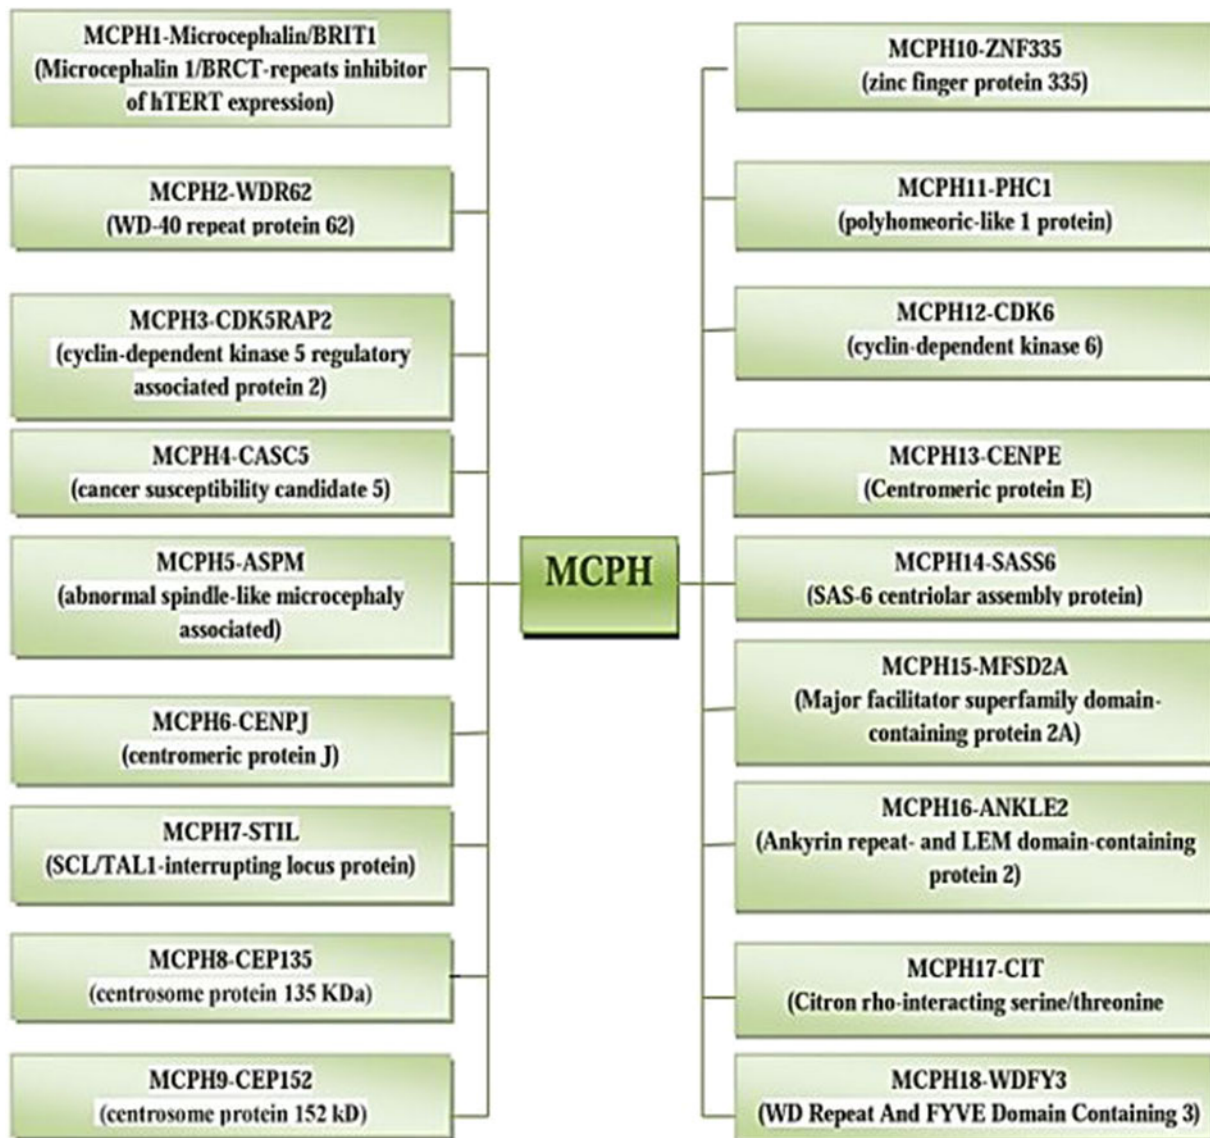 MCPH1-Microcephalin/BRIT1
(Microcephalin 1/BRCT-repeats inhibitor
of hTERT expression)
MCPH2-WDR62
(WD-40 repeat protein 62)
MCPH3-CDK5RAP2
(cyclin-dependent kinase 5 regulatory
associated protein 2)
MCPH4-CASC5
(cancer susceptibility candidate 5)
MCPH5-ASPM
(abnormal spindle-like microcephaly
associated)
MCPH6-CENPJ
(centromeric protein J)
MCPH7-STIL
(SCL/TAL1-interrupting locus protein)
MCPH8-CEP135
(centrosome protein 135 KDa)
MCPH9-CEP152
(centrosome protein 152 kD)
MCPH
MCPH10-ZNF335
(zinc finger protein 335)
MCPH11-PHC1
(polyhomeoric-like 1 protein)
MCPH12-CDK6
(cyclin-dependent kinase 6)
MCPH13-CENPE
(Centromeric protein E)
MCPH14-SASS6
(SAS-6 centriolar assembly protein)
MCPH15-MFSD2A
(Major facilitator superfamily domain-
containing protein 2A)
MCPH16-ANKLE2
(Ankyrin repeat- and LEM domain-containing
protein 2)
MCPH17-CIT
(Citron rho-interacting serine/threonine
MCPH18-WDFY3
(WD Repeat And FYVE Domain Containing 3)